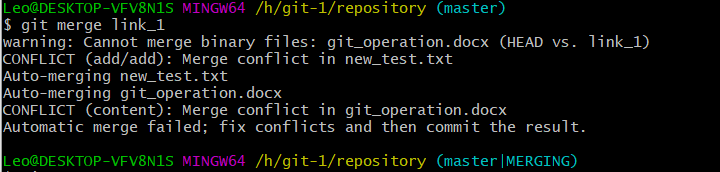 Leo@DESKTOP-VFV8N1S MINGW64 /h/git-1/repository (master)
$ git merge link_1
warning: Cannot merge binary files: git_operation.docx (HEAD vs. link_1)
CONFLICT (add/add): Merge conflict in new_test.txt
Auto-merging new_test.txt
Auto-merging git_operation.docx
CONFLICT (content): Merge conflict in git_operation.docx
Automatic merge failed; fix conflicts and then commit the result.
Leo@DESKTOP-VFV8N1S MINGW64 /h/git-1/repository (master|MERGING)